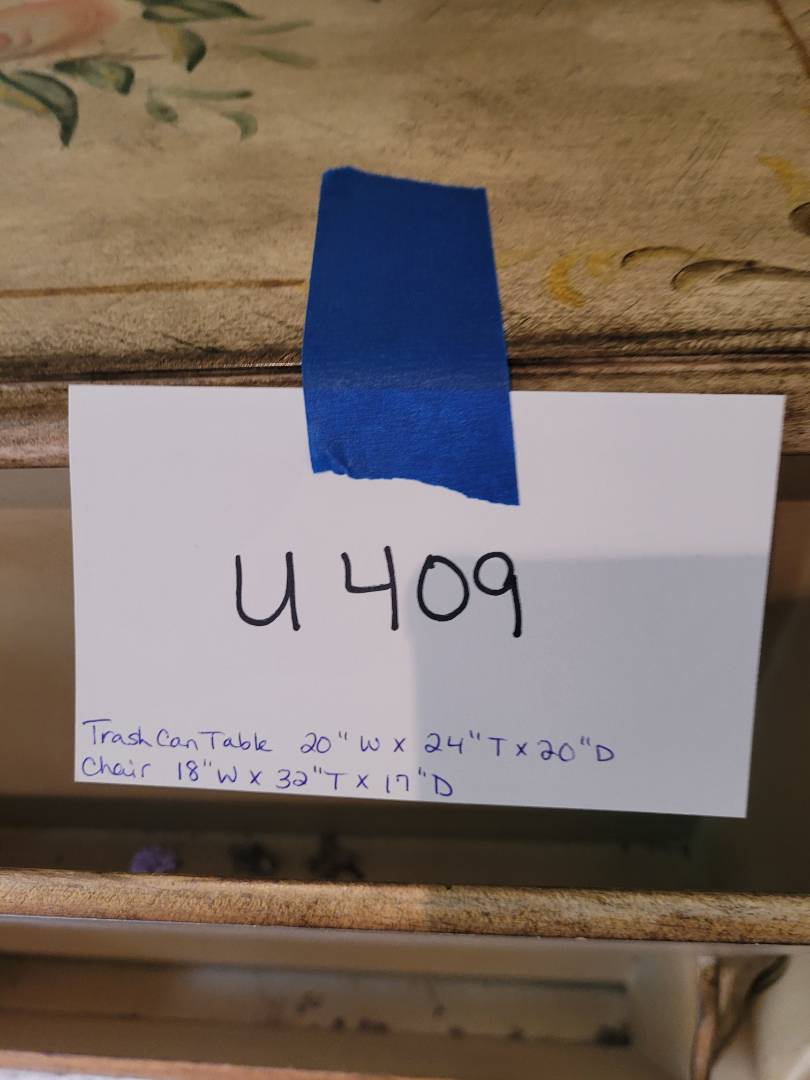 U 409
Trash Can Table 20" W x 24" T x 20" D
Chair 18" W x 32" T x 17" D